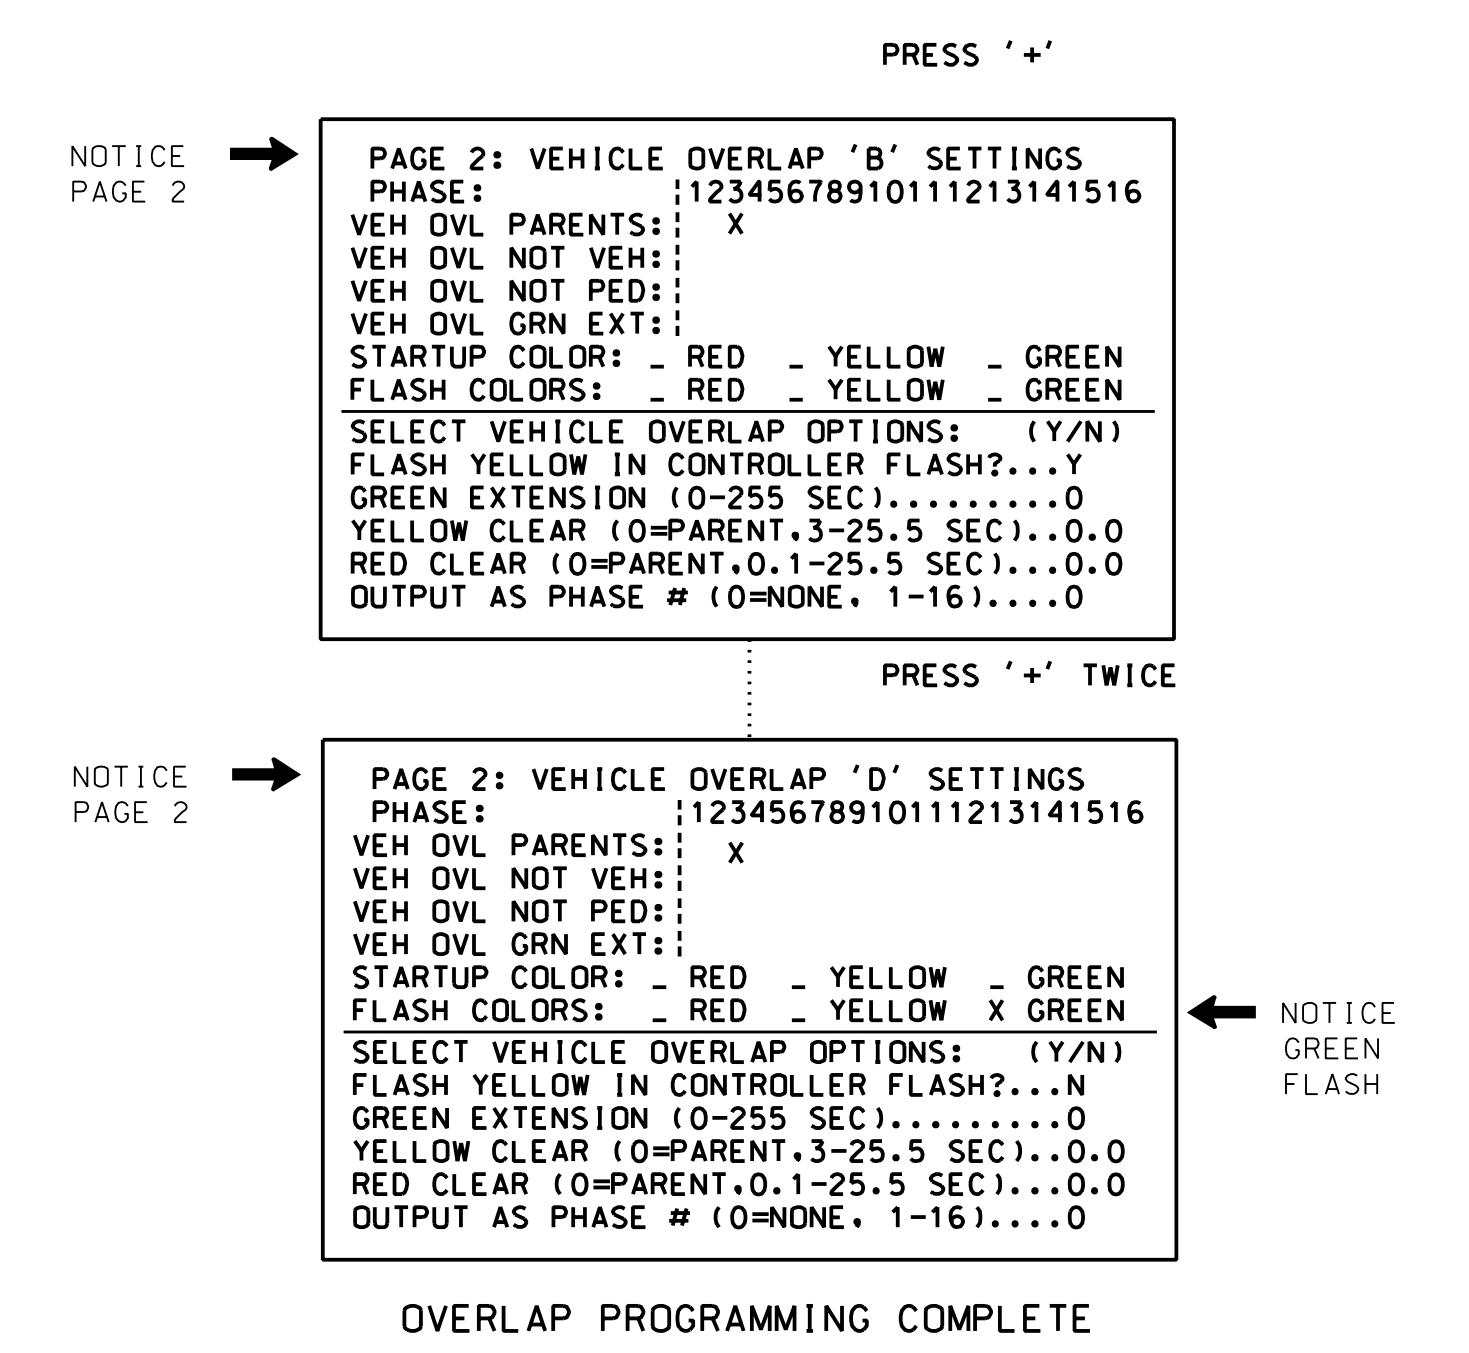 PRESS '+'
NOTICE
PAGE 2
PAGE 2: VEHICLE OVERLAP 'B' SETTINGS
PHASE: ¦12345678910111213141516
VEH OVL PARENTS:¦ X
VEH OVL NOT VEH:¦
VEH OVL NOT PED:¦
VEH OVL GRN EXT:¦
STARTUP COLOR: _ RED _ YELLOW _ GREEN
FLASH COLORS: _ RED _ YELLOW _ GREEN
SELECT VEHICLE OVERLAP OPTIONS: (Y/N)
FLASH YELLOW IN CONTROLLER FLASH?...Y
GREEN EXTENSION (0-255 SEC).........0
YELLOW CLEAR (0=PARENT,3-25.5 SEC)..0.0
RED CLEAR (0=PARENT,0.1-25.5 SEC)...0.0
OUTPUT AS PHASE # (0=NONE, 1-16)....0
PRESS '+' TWICE
NOTICE
PAGE 2
PAGE 2: VEHICLE OVERLAP 'D' SETTINGS
PHASE: ¦12345678910111213141516
VEH OVL PARENTS:¦ X
VEH OVL NOT VEH:¦
VEH OVL NOT PED:¦
VEH OVL GRN EXT:¦
STARTUP COLOR: _ RED _ YELLOW _ GREEN
FLASH COLORS: _ RED _ YELLOW X GREEN
NOTICE
GREEN
FLASH
SELECT VEHICLE OVERLAP OPTIONS: (Y/N)
FLASH YELLOW IN CONTROLLER FLASH?...N
GREEN EXTENSION (0-255 SEC).........0
YELLOW CLEAR (0=PARENT,3-25.5 SEC)..0.0
RED CLEAR (0=PARENT,0.1-25.5 SEC)...0.0
OUTPUT AS PHASE # (0=NONE, 1-16)....0
OVERLAP PROGRAMMING COMPLETE